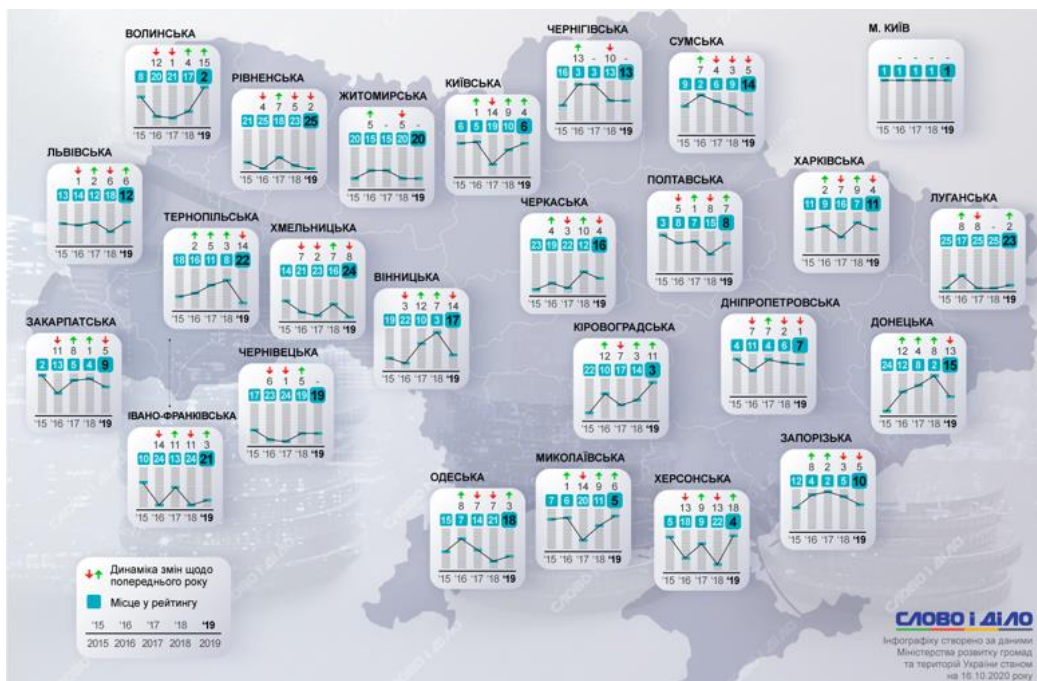 ВОЛИНСЬКА
12 1 4 15
8 20 21 17 2
'15 '16 '17 '18 '19
РІВНЕНСЬКА
4 7 5 2
21 25 18 23 25
'15 '16 '17 '18 '19
ЖИТОМИРСЬКА
5 - 5 -
20 15 15 20 20
'15 '16 '17 '18 '19
КИЇВСЬКА
1 14 9 4
6 5 19 10 6
'15 '16 '17 '18 '19
ЧЕРНІГІВСЬКА
13 - 10 -
16 3 3 13 13
'15 '16 '17 '18 '19
СУМСЬКА
7 4 3 5
9 2 6 9 14
'15 '16 '17 '18 '19
М. КИЇВ
- - - -
1 1 1 1 1
'15 '16 '17 '18 '19
ЛЬВІВСЬКА
1 2 6 6
13 14 12 18 12
'15 '16 '17 '18 '19
ТЕРНОПІЛЬСЬКА
2 5 3 14
18 16 11 8 22
'15 '16 '17 '18 '19
ХМЕЛЬНИЦЬКА
7 2 7 8
14 21 23 16 24
'15 '16 '17 '18 '19
ВІННИЦЬКА
3 12 7 14
19 22 10 3 17
'15 '16 '17 '18 '19
ЧЕРКАСЬКА
4 3 10 4
23 19 22 12 16
'15 '16 '17 '18 '19
ПОЛТАВСЬКА
5 1 8 7
3 8 7 15 8
'15 '16 '17 '18 '19
ХАРКІВСЬКА
2 7 9 4
11 9 16 7 11
'15 '16 '17 '18 '19
ЛУГАНСЬКА
8 8 - 2
25 17 25 25 23
'15 '16 '17 '18 '19
ЗАКАРПАТСЬКА
11 8 1 5
2 13 5 4 9
'15 '16 '17 '18 '19
ЧЕРНІВЕЦЬКА
6 1 5 -
17 23 24 19 19
'15 '16 '17 '18 '19
ІВАНО-ФРАНКІВСЬКА
14 11 11 3
10 24 13 24 21
'15 '16 '17 '18 '19
КІРОВОГРАДСЬКА
12 7 3 11
22 10 17 14 3
'15 '16 '17 '18 '19
ДНІПРОПЕТРОВСЬКА
7 7 2 1
4 11 4 6 7
'15 '16 '17 '18 '19
ДОНЕЦЬКА
12 4 8 13
24 12 8 2 15
'15 '16 '17 '18 '19
ОДЕСЬКА
8 7 7 3
15 7 14 21 18
'15 '16 '17 '18 '19
МИКОЛАЇВСЬКА
1 14 9 6
7 6 20 11 5
'15 '16 '17 '18 '19
ХЕРСОНСЬКА
13 9 13 18
5 18 9 22 4
'15 '16 '17 '18 '19
ЗАПОРІЗЬКА
8 2 3 5
12 4 2 5 10
'15 '16 '17 '18 '19
Динаміка змін щодо
попереднього року
Місце у рейтингу
'15 '16 '17 '18 '19
2015 2016 2017 2018 2019
СЛОВО і ДІЛО
Інфографіку створено за даними
Міністерства розвитку громад
та територій України станом
на 16.10.2020 року